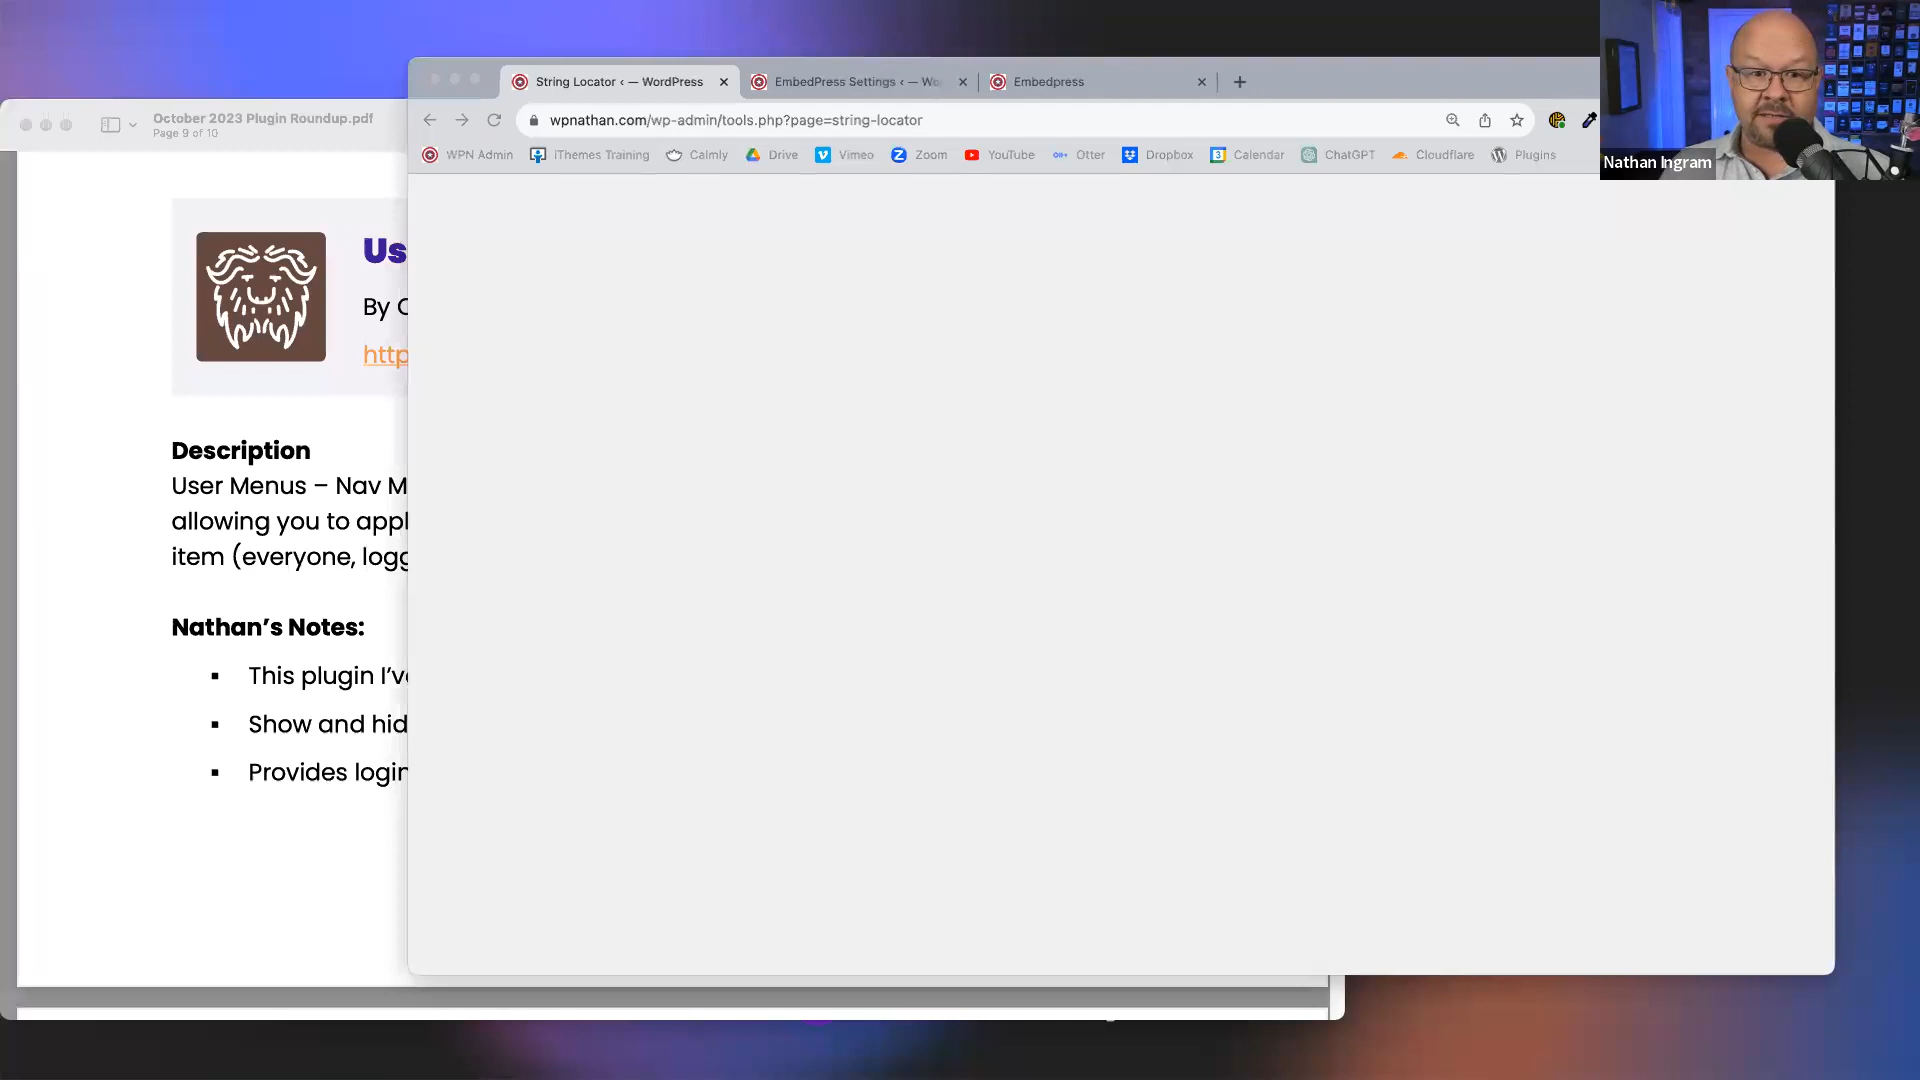 October 2023 Plugin Roundup.pdf
Page 9 of 10
String Locator ‹ — WordPress
EmbedPress Settings ‹ — Wo
Embedpress
wpnathan.com/wp-admin/tools.php?page=string-locator
WPN Admin
iThemes Training
Calmly
Drive
Vimeo
Zoom
YouTube
Otter
Dropbox
Calendar
ChatGPT
Cloudflare
Plugins
Nathan Ingram
Us
By
http
Description
User Menus – Nav M
allowing you to appl
item (everyone, logg
Nathan’s Notes:
▪ This plugin I’v
▪ Show and hid
▪ Provides login